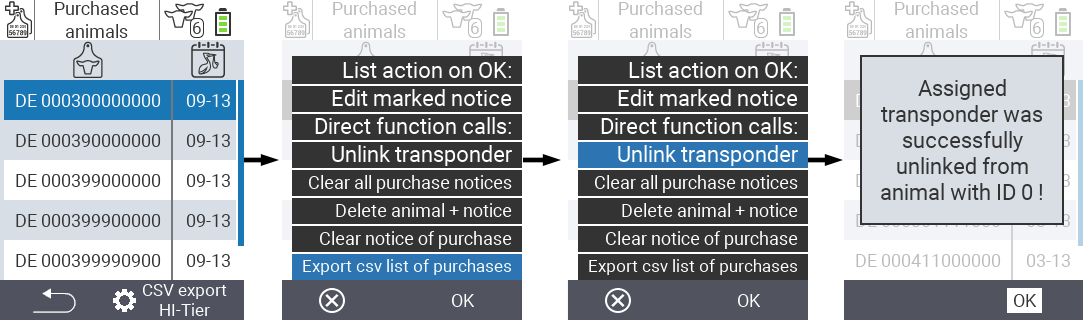 56789
Purchased
animals
6
DE 000300000000 09-13
DE 000390000000 09-13
DE 000399000000 09-13
DE 000399900000 09-13
DE 000399990900 09-13
CSV export
HI-Tier
56789
Purchased
animals
6
List action on OK:
Edit marked notice
Direct function calls:
Unlink transponder
Clear all purchase notices
Delete animal + notice
Clear notice of purchase
Export csv list of purchases
OK
56789
Purchased
animals
6
List action on OK:
Edit marked notice
Direct function calls:
Unlink transponder
Clear all purchase notices
Delete animal + notice
Clear notice of purchase
Export csv list of purchases
OK
56789
Purchased
animals
6
Assigned
transponder was
successfully
unlinked from
animal with ID 0 !
DE 000411000000 03-13
OK